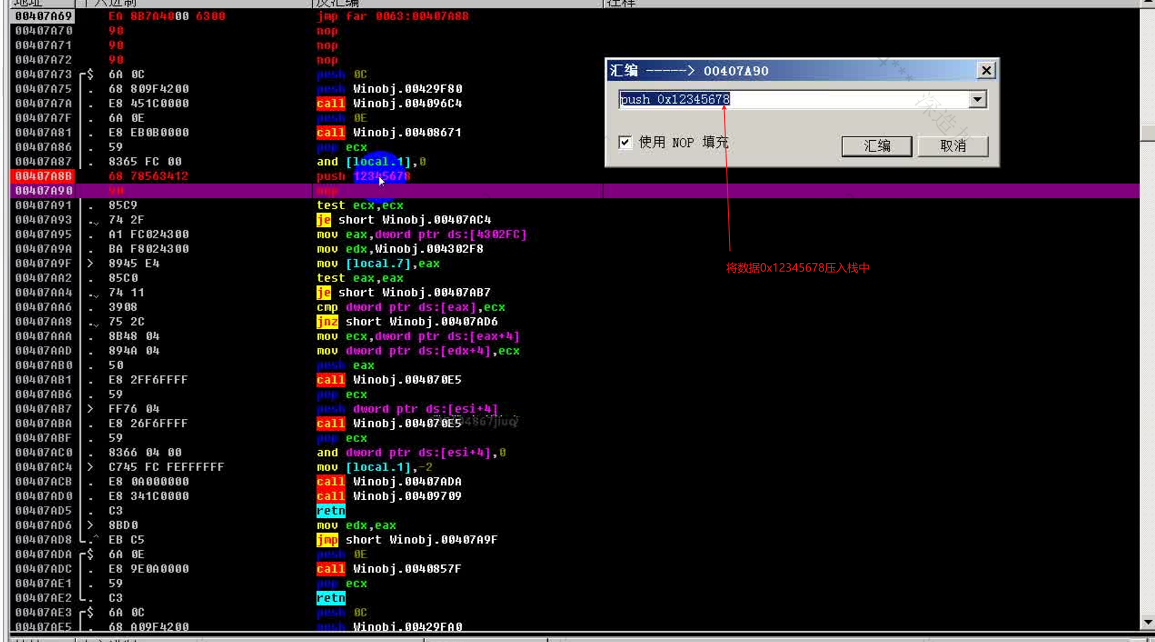 地址 十六进制 反汇编 注释
00407A69 EA 8B7A4000 6300 jmp far 0063:00407A8B
00407A70 90 nop
00407A71 90 nop
00407A72 90 nop
00407A73 $ 6A 0C push 0C
00407A75 . 68 809F4200 push Winobj.00429F80
00407A7A . E8 451C0000 call Winobj.004096C4
00407A7F . 6A 0E push 0E
00407A81 . E8 EB0B0000 call Winobj.00408671
00407A86 . 59 pop ecx
00407A87 . 8365 FC 00 and [local.1],0
00407A8B 68 78563412 push 12345678
00407A90 90 nop
00407A91 . 85C9 test ecx,ecx
00407A93 . 74 2F je short Winobj.00407AC4
00407A95 . A1 FC024300 mov eax,dword ptr ds:[4302FC]
00407A9A . BA F8024300 mov edx,Winobj.004302F8
00407A9F > 8945 E4 mov [local.7],eax
00407AA2 . 85C0 test eax,eax
00407AA4 . 74 11 je short Winobj.00407AB7
00407AA6 . 3908 cmp dword ptr ds:[eax],ecx
00407AA8 . 75 2C jnz short Winobj.00407AD6
00407AAA . 8B48 04 mov ecx,dword ptr ds:[eax+4]
00407AAD . 894A 04 mov dword ptr ds:[edx+4],ecx
00407AB0 . 50 push eax
00407AB1 . E8 2FF6FFFF call Winobj.004070E5
00407AB6 . 59 pop ecx
00407AB7 > FF76 04 push dword ptr ds:[esi+4]
00407ABA . E8 26F6FFFF call Winobj.004070E5
00407ABF . 59 pop ecx
00407AC0 . 8366 04 00 and dword ptr ds:[esi+4],0
00407AC4 > C745 FC FEFFFFFF mov [local.1],-2
00407ACB . E8 0A000000 call Winobj.00407ADA
00407AD0 . E8 341C0000 call Winobj.00409709
00407AD5 . C3 retn
00407AD6 > 8BD0 mov edx,eax
00407AD8 .^ EB C5 jmp short Winobj.00407A9F
00407ADA $ 6A 0E push 0E
00407ADC . E8 9E0A0000 call Winobj.0040857F
00407AE1 . 59 pop ecx
00407AE2 . C3 retn
00407AE3 $ 6A 0C push 0C
00407AE5 . 68 A09F4200 push Winobj.00429FA0
汇编 -----> 00407A90
push 0x12345678
使用 NOP 填充
汇编 取消
将数据0x12345678压入栈中